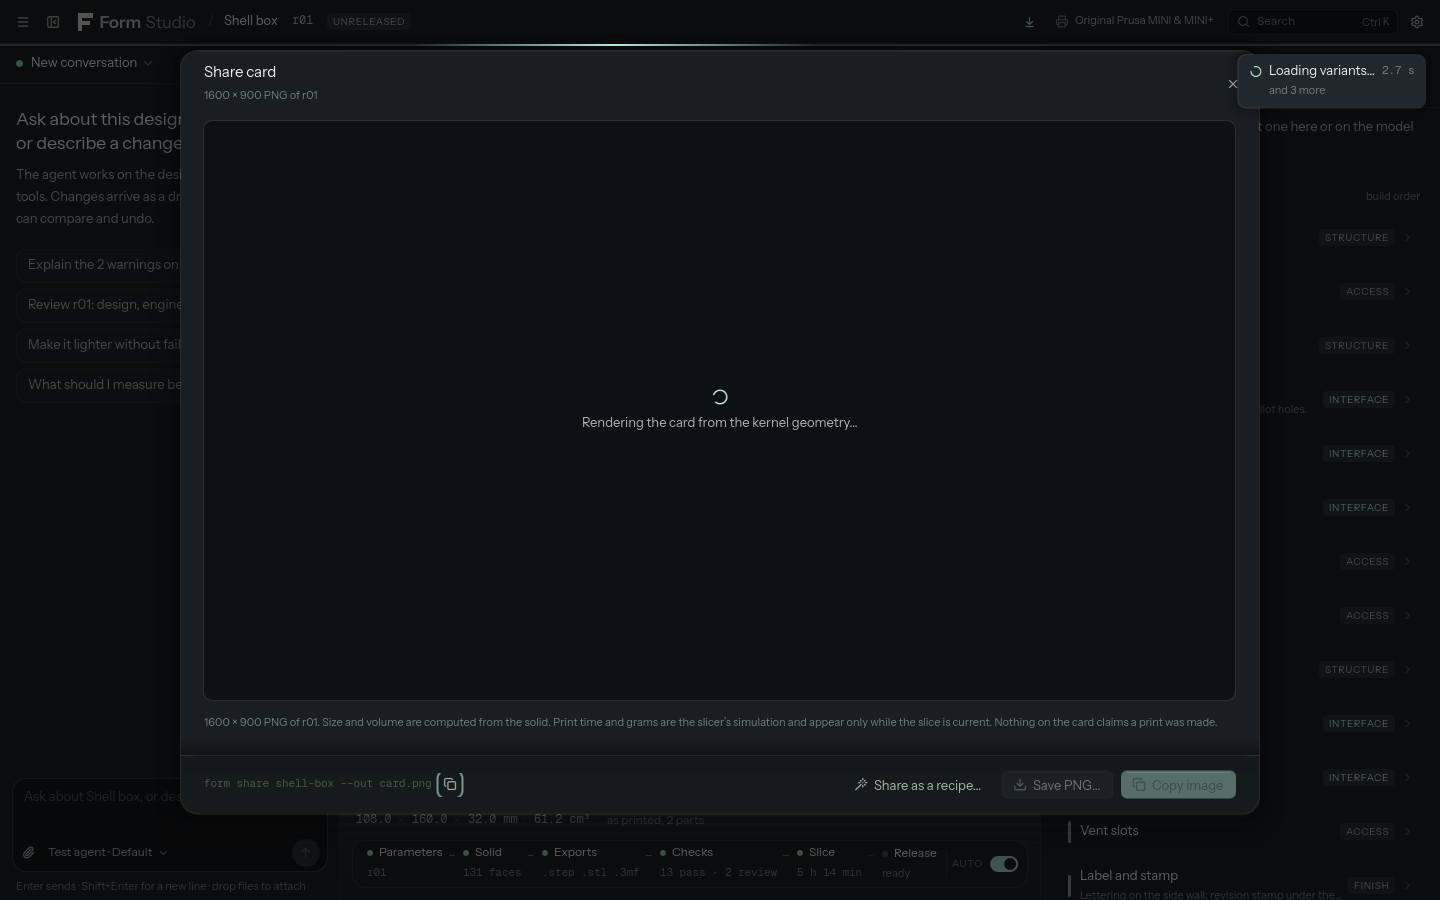 Form Studio / Shell box r01 UNRELEASED
Original Prusa MINI & MINI+
Search Ctrl K
New conversation
Ask about this design
or describe a change
The agent works on the
tools. Changes arrive as a
can compare and undo.
Explain the 2 warnings on
Review r01: design,
Make it lighter without
What should I measure
Ask about Shell box, or
Test agent · Default
Enter sends · Shift+Enter for a new line · drop files to attach
Share card
1600 × 900 PNG of r01
Rendering the card from the kernel geometry...
1600 × 900 PNG of r01. Size and volume are computed from the solid. Print time and grams are the slicer's simulation and appear only while the slice is current. Nothing on the card claims a print was made.
form share shell-box --out card.png
Share as a recipe...
Save PNG...
Copy image
Loading variants... 2.7 s
and 3 more
one here or on the model
build order
STRUCTURE
ACCESS
STRUCTURE
INTERFACE
holes.
INTERFACE
INTERFACE
ACCESS
ACCESS
STRUCTURE
INTERFACE
INTERFACE
Vent slots ACCESS
Label and stamp FINISH
Lettering on the side wall; revision stamp under the...
108.0 · 160.0 · 32.0 mm 61.2 cm³ as printed, 2 parts
Parameters Solid Exports Checks Slice Release
r01 131 faces .step .stl .3mf 13 pass · 2 review 5 h 14 min ready
AUTO